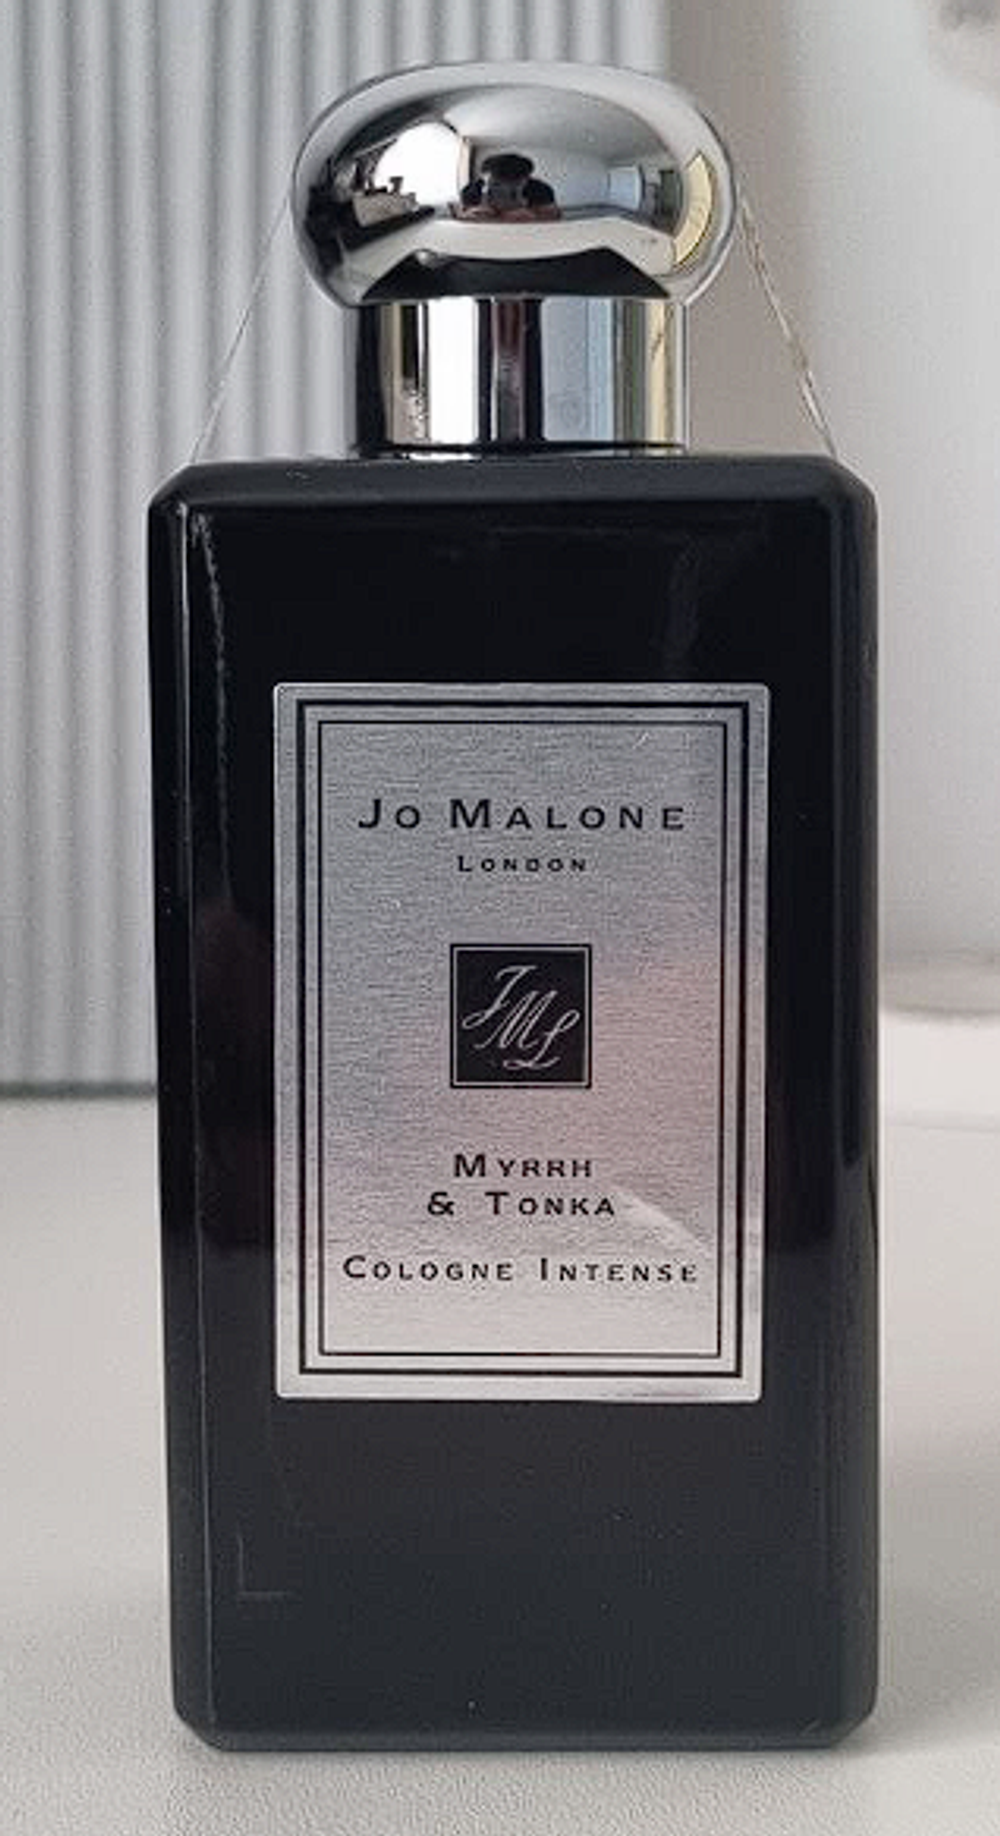 Jo Malone
London
JML
Myrrh
& Tonka
Cologne Intense